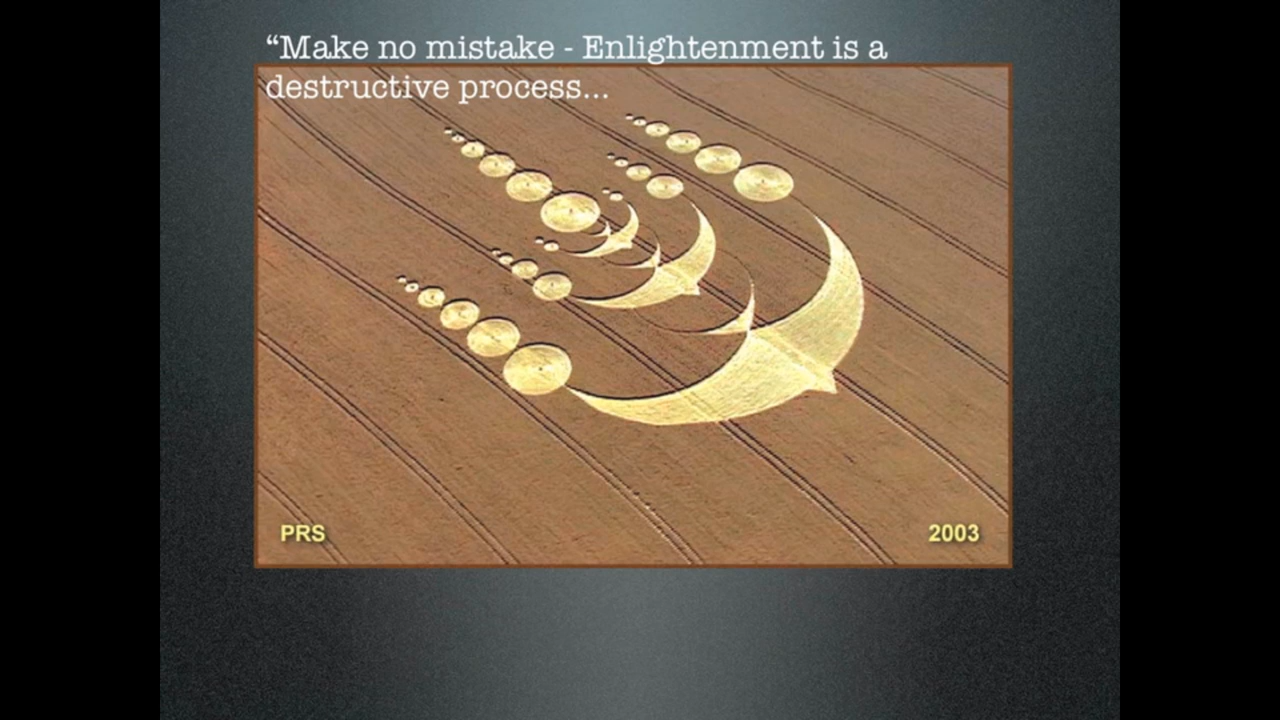 “Make no mistake - Enlightenment is a
destructive process...
PRS
2003